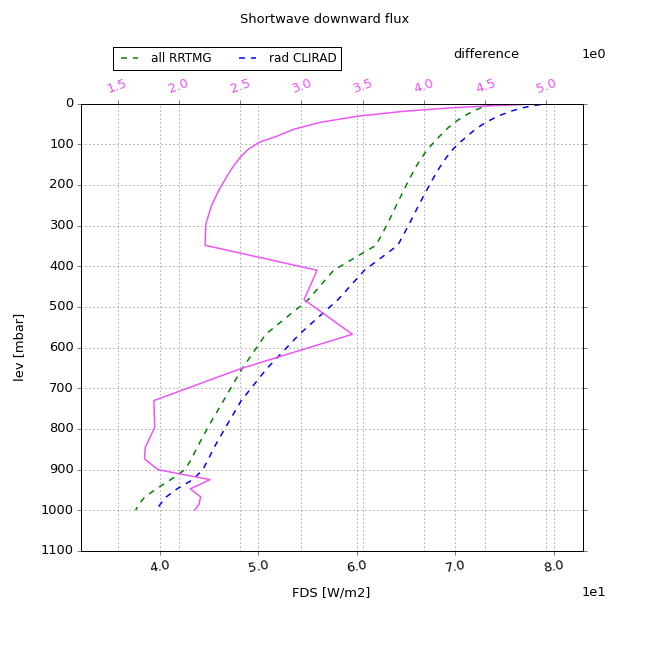 Shortwave downward flux
all RRTMG rad CLIRAD difference 1e0
1.5 2.0 2.5 3.0 3.5 4.0 4.5 5.0
0
100
200
300
400
500
600
700
800
900
1000
1100
lev [mbar]
4.0 5.0 6.0 7.0 8.0
FDS [W/m2] 1e1